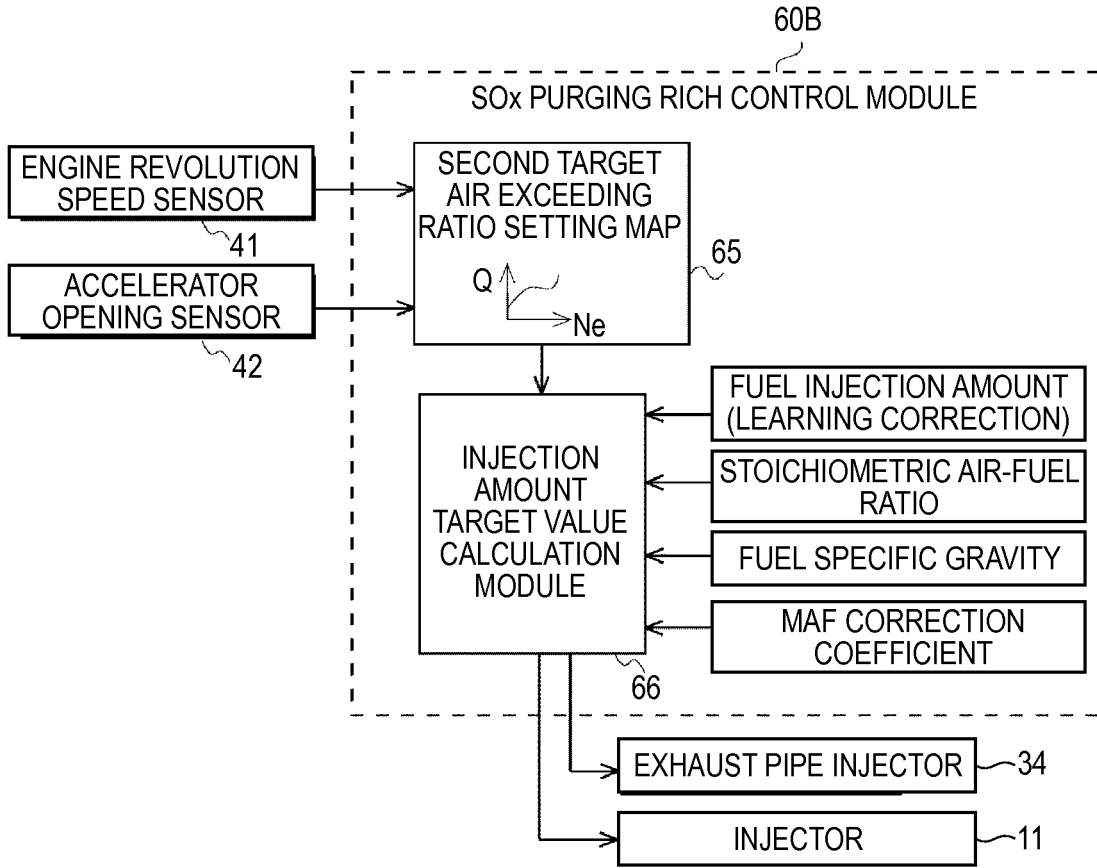 60B
SOx PURGING RICH CONTROL MODULE
ENGINE REVOLUTION
SPEED SENSOR
41
ACCELERATOR
OPENING SENSOR
42
SECOND TARGET
AIR EXCEEDING
RATIO SETTING MAP
Q
Ne
65
INJECTION
AMOUNT
TARGET VALUE
CALCULATION
MODULE
66
FUEL INJECTION AMOUNT
(LEARNING CORRECTION)
STOICHIOMETRIC AIR-FUEL
RATIO
FUEL SPECIFIC GRAVITY
MAF CORRECTION
COEFFICIENT
EXHAUST PIPE INJECTOR
34
INJECTOR
11